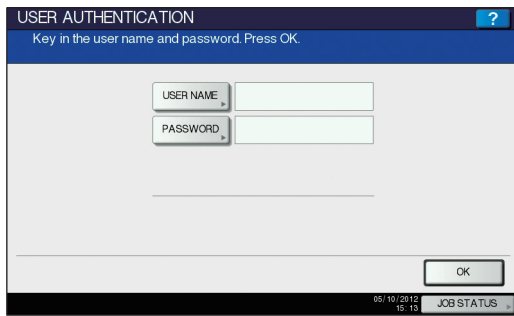 USER AUTHENTICATION
?
Key in the user name and password. Press OK.
USER NAME
PASSWORD
OK
05/10/2012
15:13
JOB STATUS